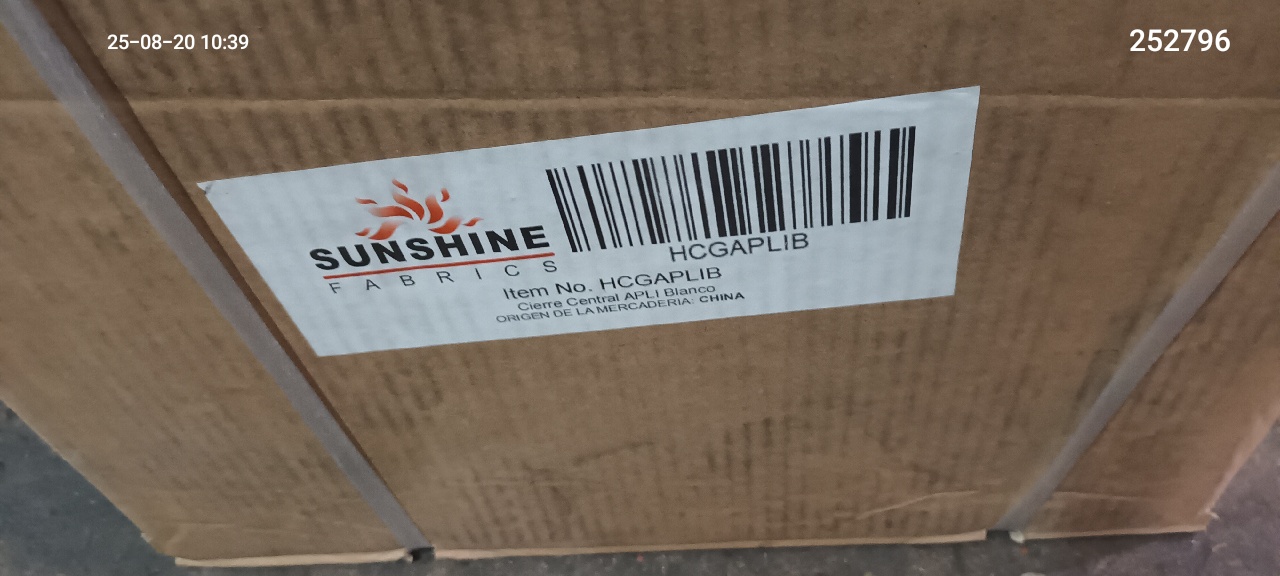 25-08-20 10:39
252796
SUNSHINE
FABRICS
HCGAPLIB
Item No. HCGAPLIB
Cierre Central APLI Blanco
ORIGEN DE LA MERCADERIA: CHINA